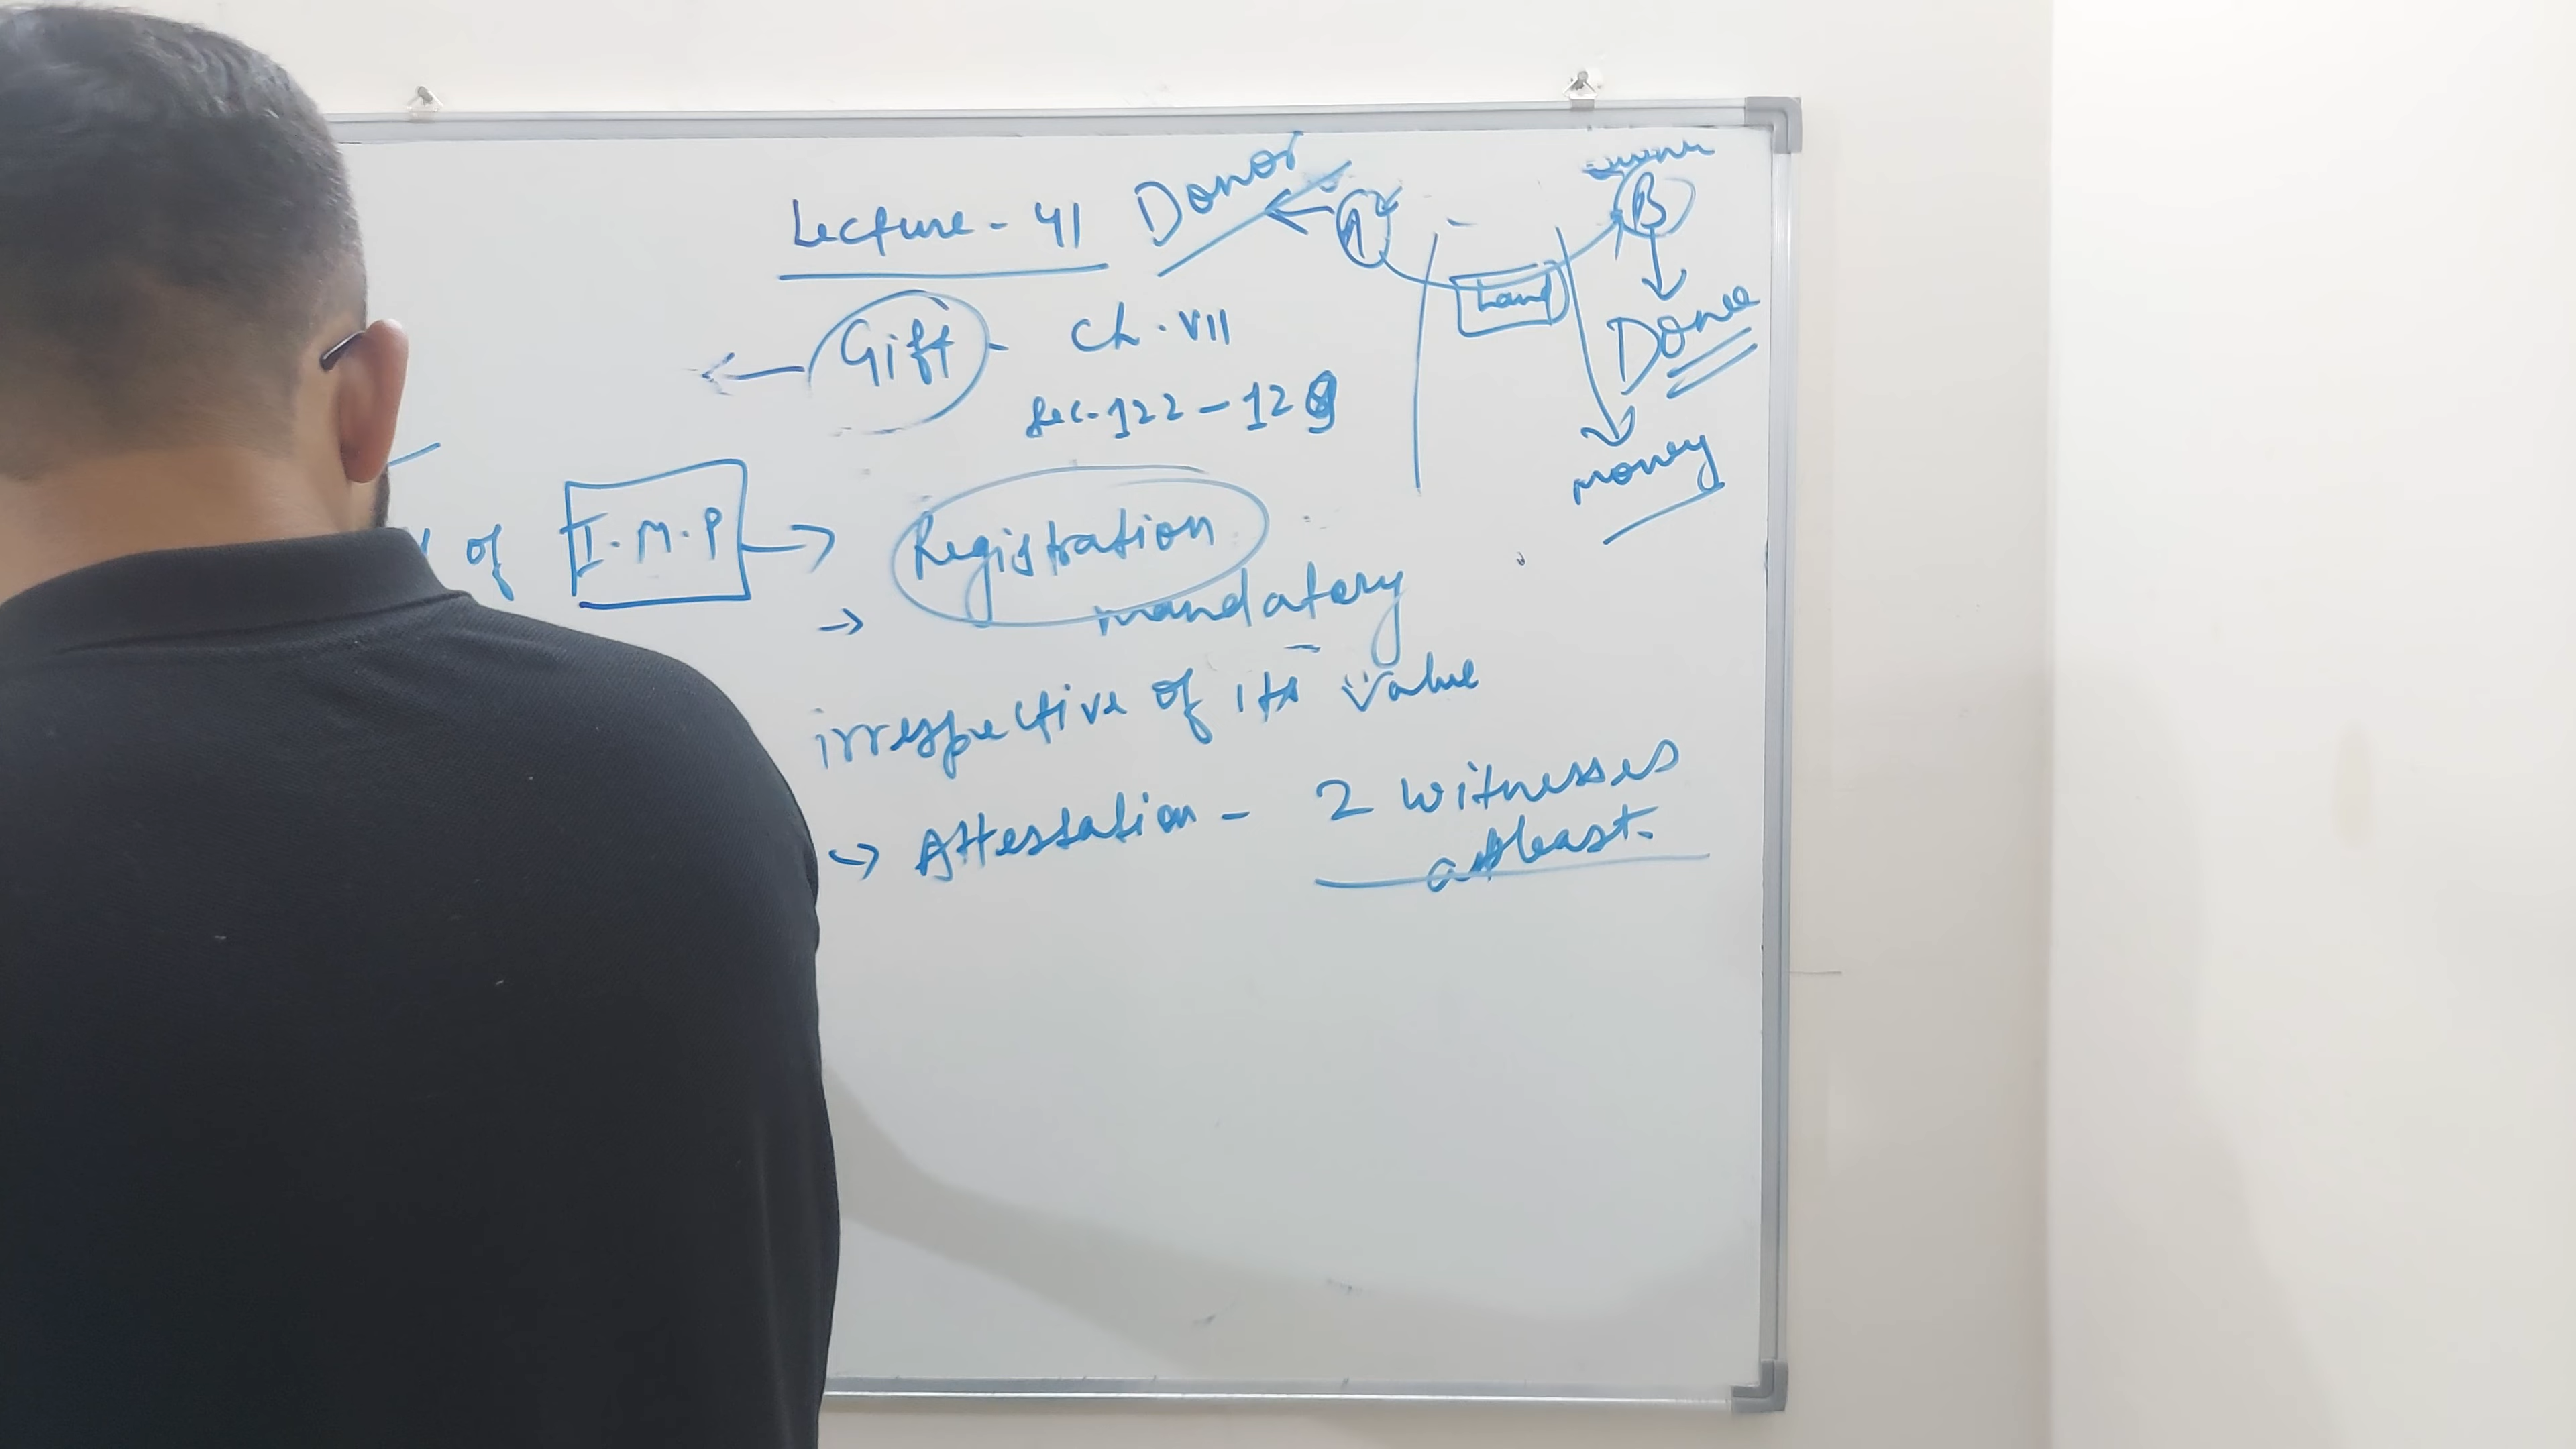 Lecture - 41
Donor
A
B
Land
Donee
money
Gift - Ch. VII
Sec. 122 - 129
of I.M.P → Registration
→ mandatory
irrespective of its value
→ Attestation - 2 witnesses
atleast.